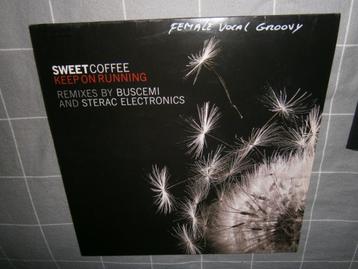 FEMALE VOCAL GROOVY
SWEETCOFFEE
KEEP ON RUNNING
REMIXES BY BUSCEMI
AND STERAC ELECTRONICS